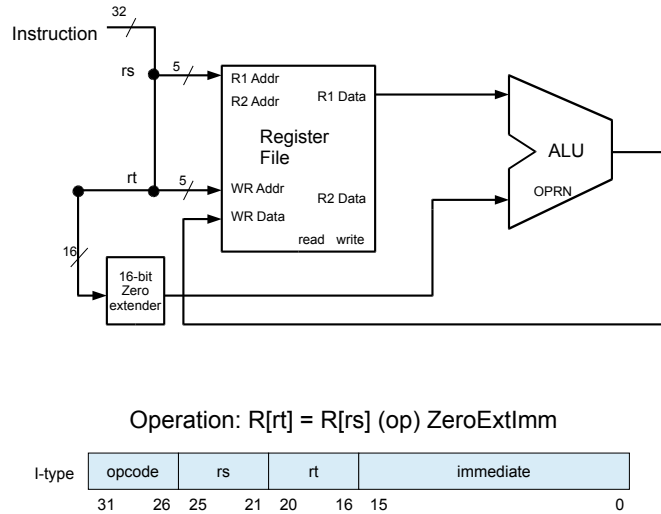 32
Instruction
rs
5
R1 Addr
R2 Addr
R1 Data
Register
File
ALU
rt
5
WR Addr
WR Data
R2 Data
OPRN
read write
16
16-bit
Zero
extender
Operation: R[rt] = R[rs] (op) ZeroExtImm
I-type opcode rs rt immediate
31 26 25 21 20 16 15 0